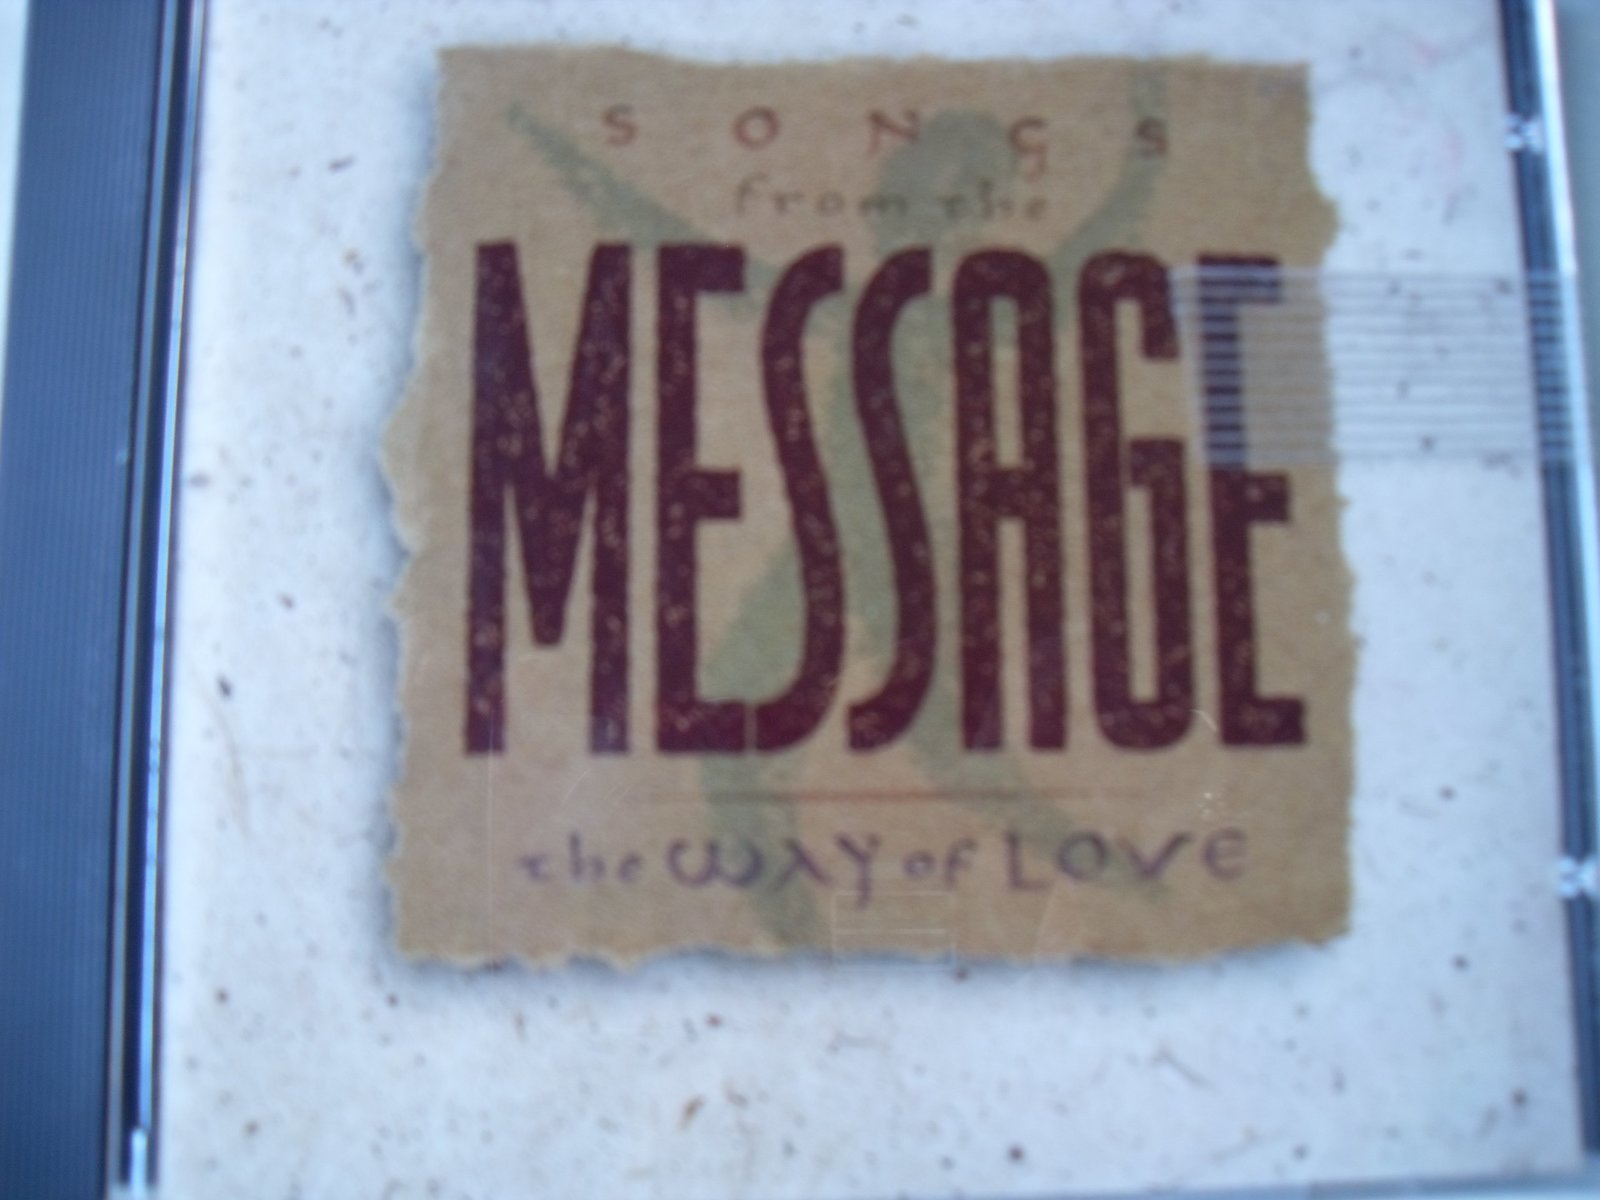 SONGS
from the
MESSAGE
the WAY of LOVE